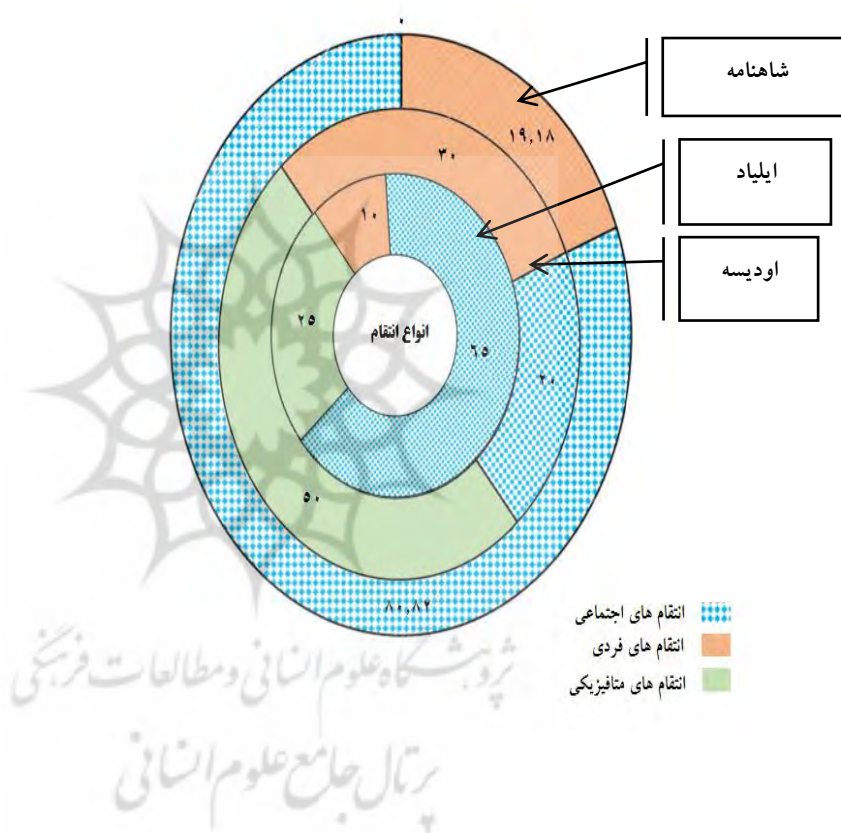 ۰
شاهنامه
۱۹,۱۸
ایلیاد
۳۰
اودیسه
۱۰
۲۵
انواع انتقام
۶۵
۲۰
۵۰
۸۰,۸۲
انتقام های اجتماعی
انتقام های فردی
انتقام های متافیزیکی
پژوهشگاه علوم انسانی و مطالعات فرهنگی
پرتال جامع علوم انسانی